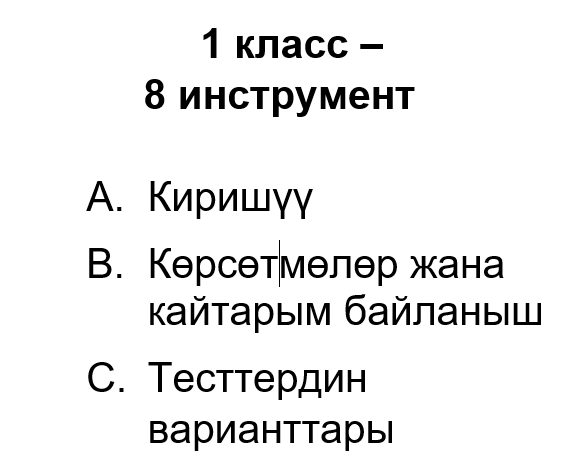 1 класс –
8 инструмент
A. Киришүү
B. Көрсөтмөлөр жана
кайтарым байланыш
C. Тесттердин
варианттары